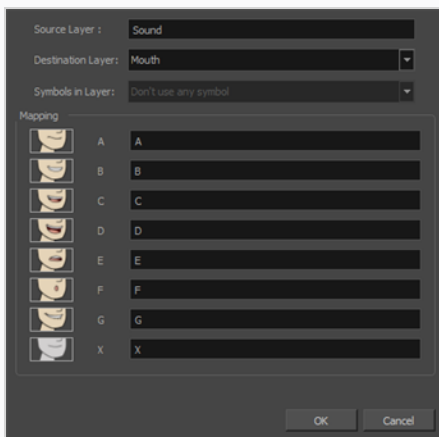 Source Layer : Sound
Destination Layer: Mouth
Symbols in Layer: Don't use any symbol
Mapping
A A
B B
C C
D D
E E
F F
G G
X X
OK Cancel